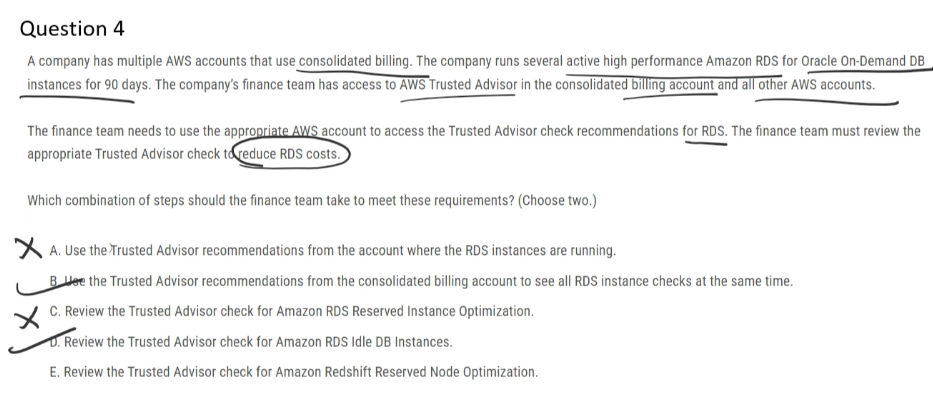 Question 4
A company has multiple AWS accounts that use consolidated billing. The company runs several active high performance Amazon RDS for Oracle On-Demand DB
instances for 90 days. The company's finance team has access to AWS Trusted Advisor in the consolidated billing account and all other AWS accounts.
The finance team needs to use the appropriate AWS account to access the Trusted Advisor check recommendations for RDS. The finance team must review the
appropriate Trusted Advisor check to reduce RDS costs.
Which combination of steps should the finance team take to meet these requirements? (Choose two.)
A. Use the Trusted Advisor recommendations from the account where the RDS instances are running.
B. Use the Trusted Advisor recommendations from the consolidated billing account to see all RDS instance checks at the same time.
C. Review the Trusted Advisor check for Amazon RDS Reserved Instance Optimization.
D. Review the Trusted Advisor check for Amazon RDS Idle DB Instances.
E. Review the Trusted Advisor check for Amazon Redshift Reserved Node Optimization.